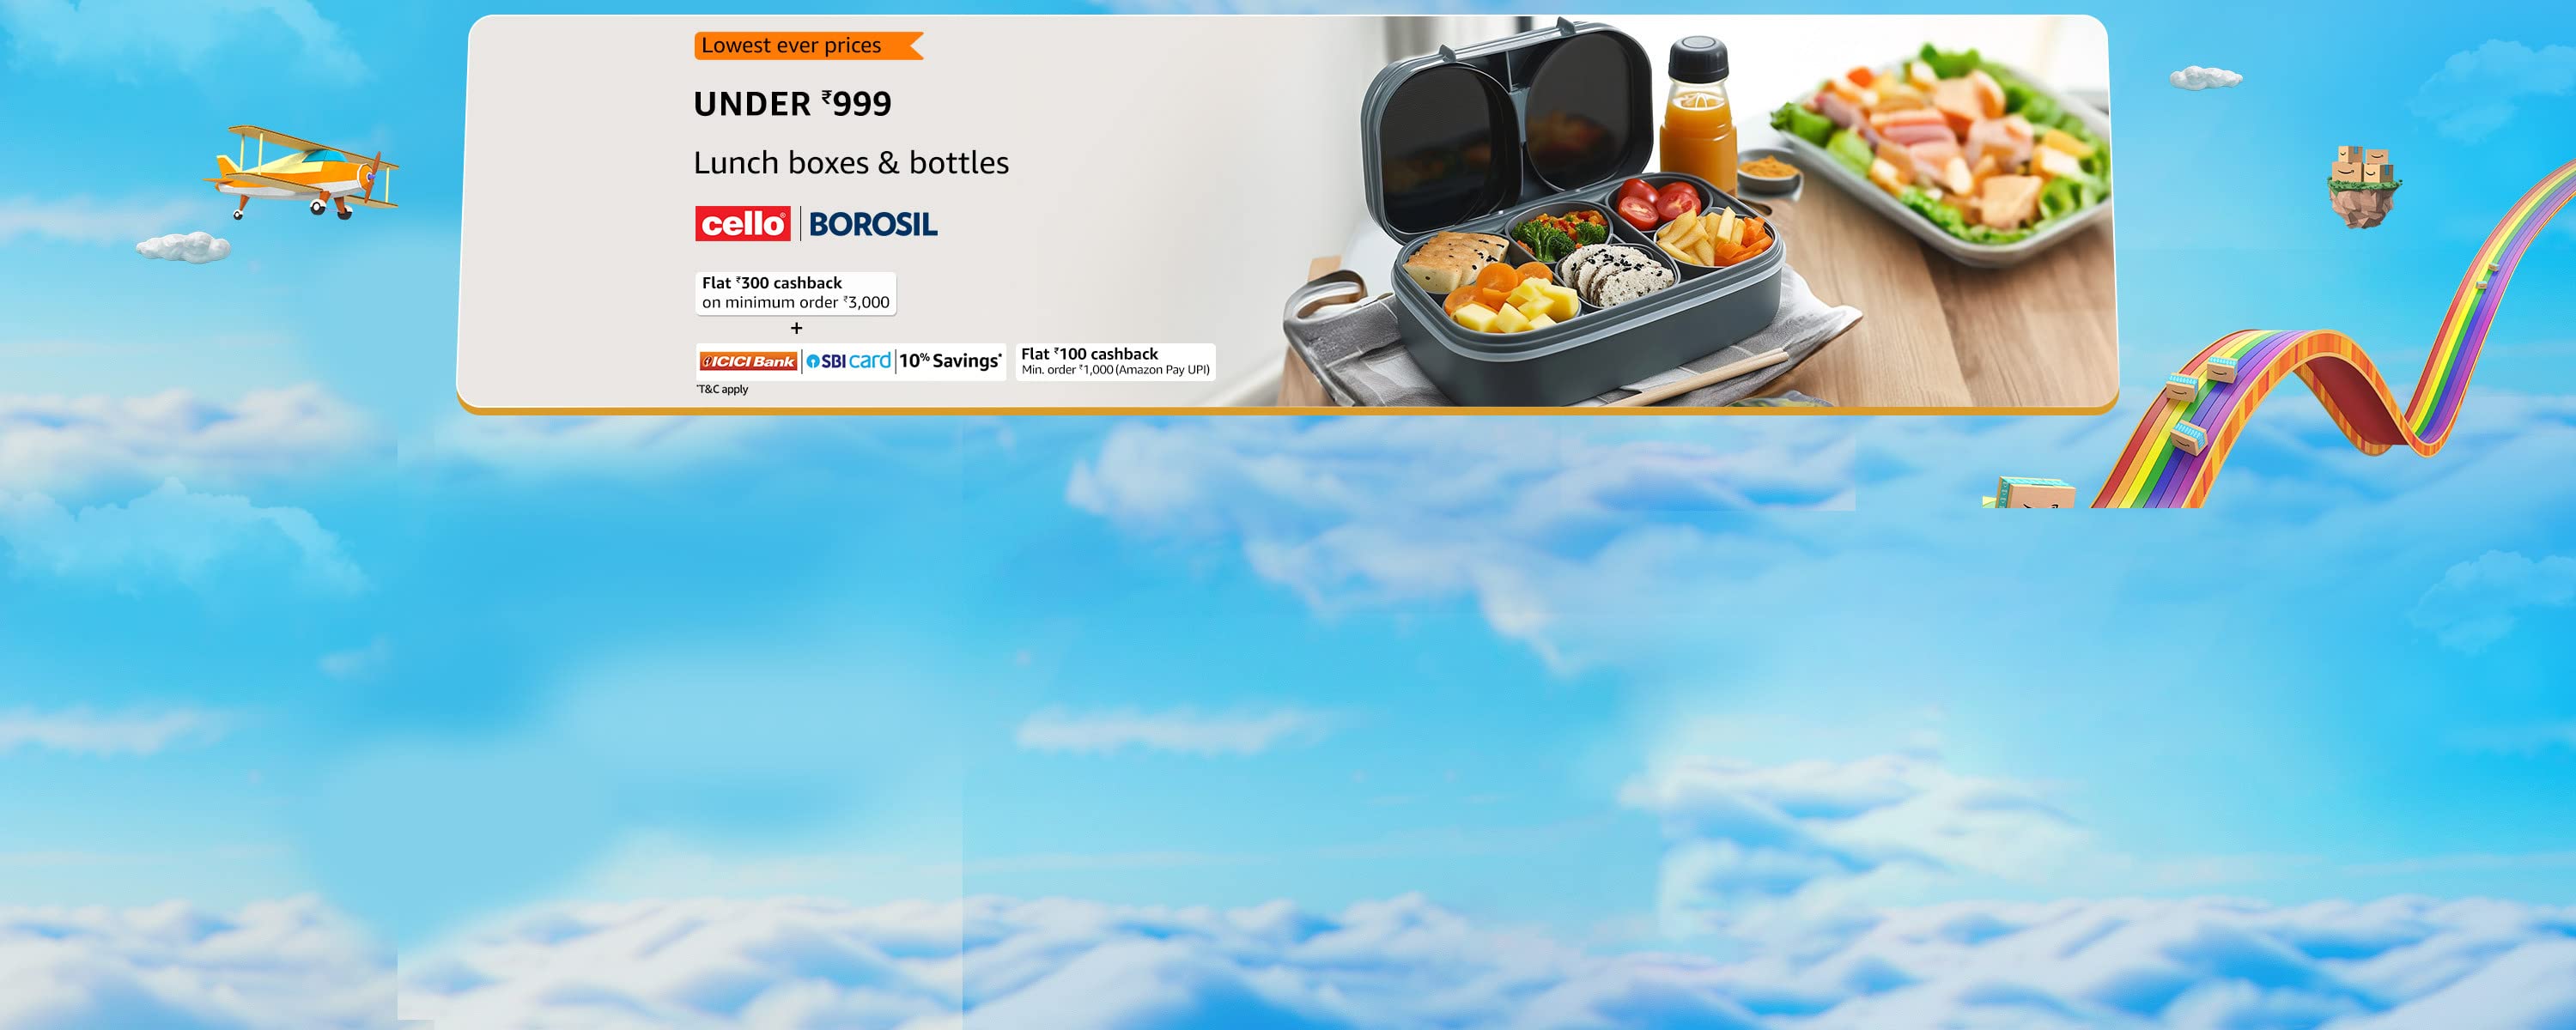 Lowest ever prices
UNDER ₹999
Lunch boxes & bottles
cello® | BOROSIL
Flat ₹300 cashback
on minimum order ₹3,000
+
ICICI Bank | SBI card | 10% Savings*
Flat ₹100 cashback
Min. order ₹1,000 (Amazon Pay UPI)
*T&C apply